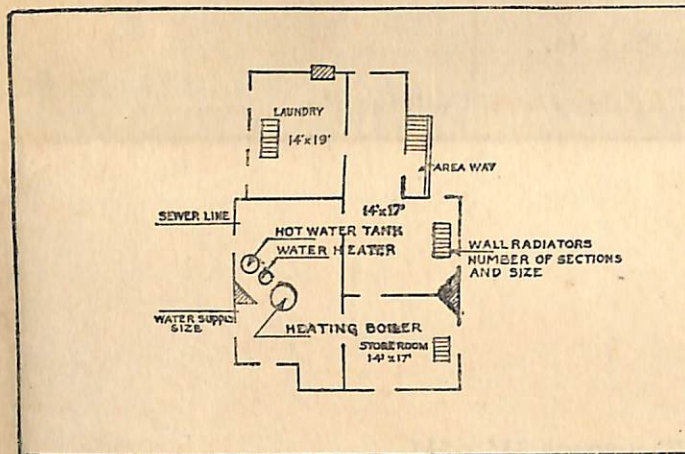 LAUNDRY
14'x19'
AREA WAY
14'x17'
SEWER LINE
HOT WATER TANK
WATER HEATER
WALL RADIATORS
NUMBER OF SECTIONS
AND SIZE
WATER SUPPLY
SIZE
HEATING BOILER
STORE ROOM
14'x17'